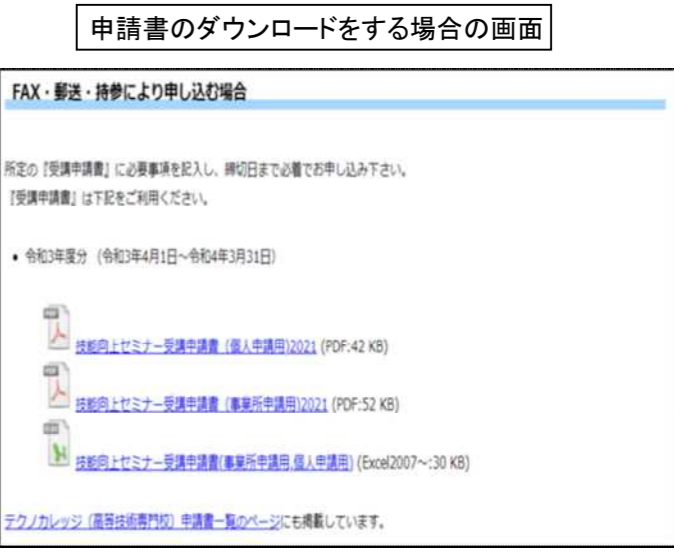 申請書のダウンロードをする場合の画面
FAX・郵送・持参により申し込む場合
所定の『受講申請書』に必要事項を記入し、締切日まで必着でお申し込み下さい。
『受講申請書』は下記をご利用ください。
• 令和3年度分 (令和3年4月1日～令和4年3月31日)
PDF
技能向上セミナー受講申請書 (個人申請用)2021 (PDF:42 KB)
PDF
技能向上セミナー受講申請書 (事業所申請用)2021 (PDF:52 KB)
技能向上セミナー受講申請書(事業所申請用,個人申請用) (Excel2007～:30 KB)
テクノカレッジ (高等技術専門校) 申請書一覧のページにも掲載しています。